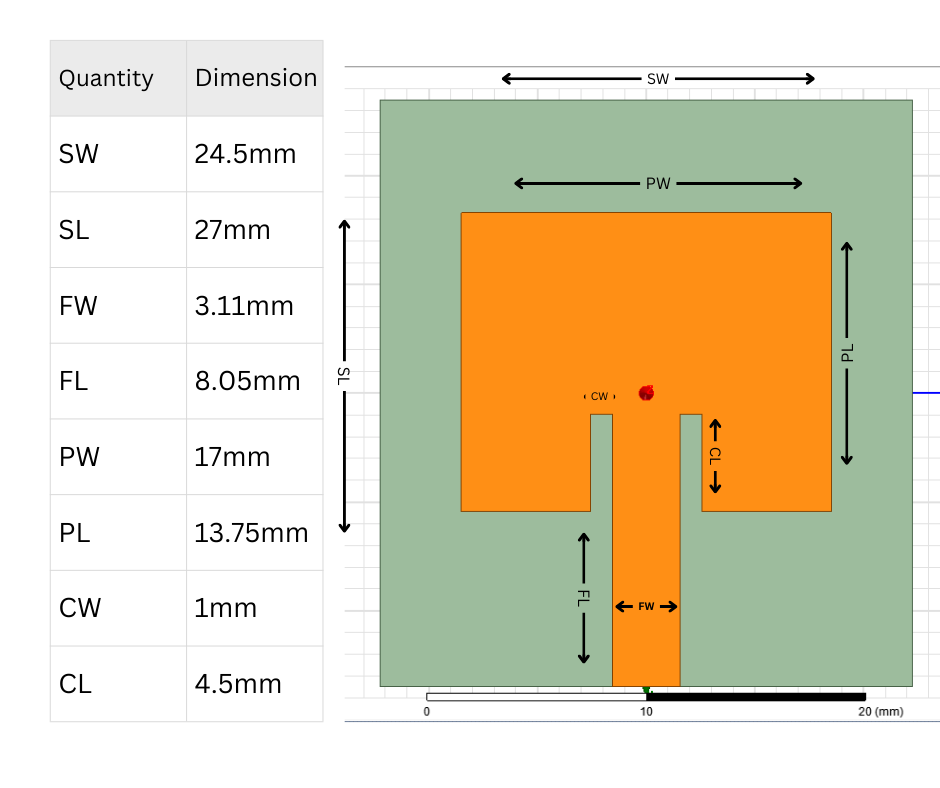 Quantity Dimension
SW 24.5mm
SL 27mm
FW 3.11mm
FL 8.05mm
PW 17mm
PL 13.75mm
CW 1mm
CL 4.5mm
SW
PW
SL
PL
CW
CL
FL
FW
0 10 20 (mm)